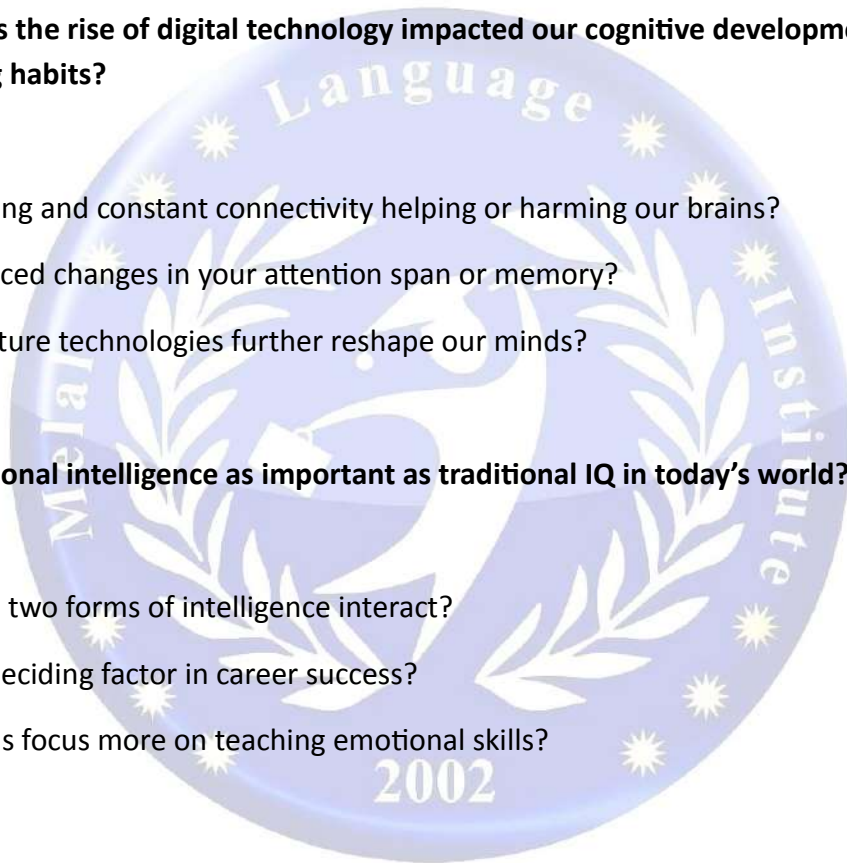 s the rise of digital technology impacted our cognitive developme
g habits?
Language
ng and constant connectivity helping or harming our brains?
ced changes in your attention span or memory?
ture technologies further reshape our minds?
Melal
Institute
onal intelligence as important as traditional IQ in today's world?
two forms of intelligence interact?
eciding factor in career success?
s focus more on teaching emotional skills?
2002